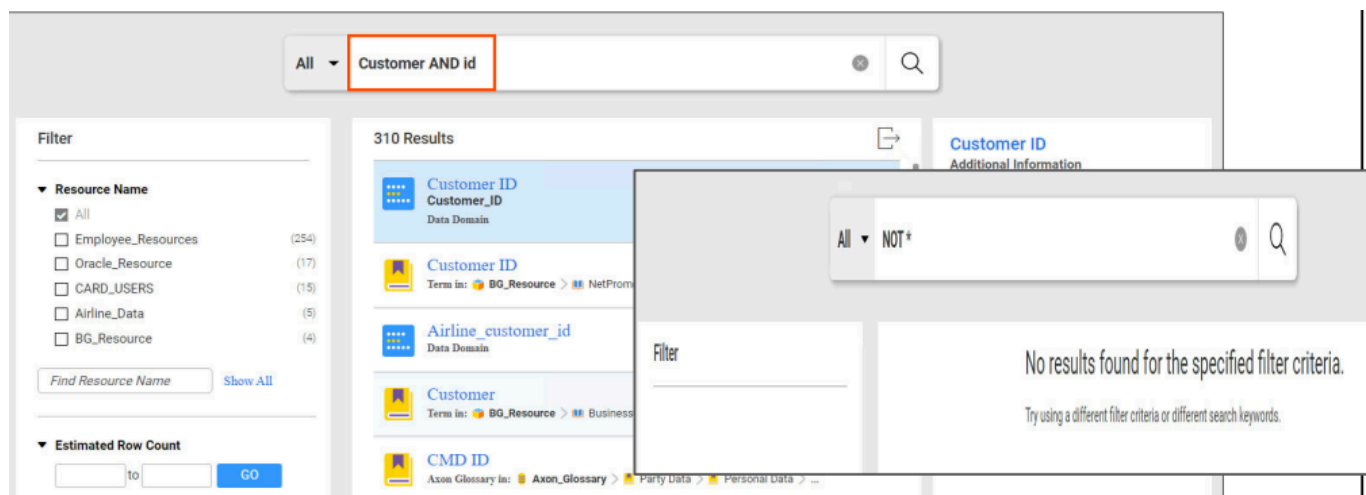 All Customer AND id
Filter
Resource Name
All
Employee_Resources (254)
Oracle_Resource (17)
CARD_USERS (15)
Airline_Data (5)
BG_Resource (4)
Find Resource Name Show All
Estimated Row Count
to GO
310 Results
Customer ID
Customer_ID
Data Domain
Customer ID
Term in: BG_Resource > NetProm
Airline_customer_id
Data Domain
Customer
Term in: BG_Resource > Business
CMD ID
Axon Glossary in: Axon_Glossary > Party Data > Personal Data > ...
Customer ID
Additional Information
All NOT *
Filter
No results found for the specified filter criteria.
Try using a different filter criteria or different search keywords.